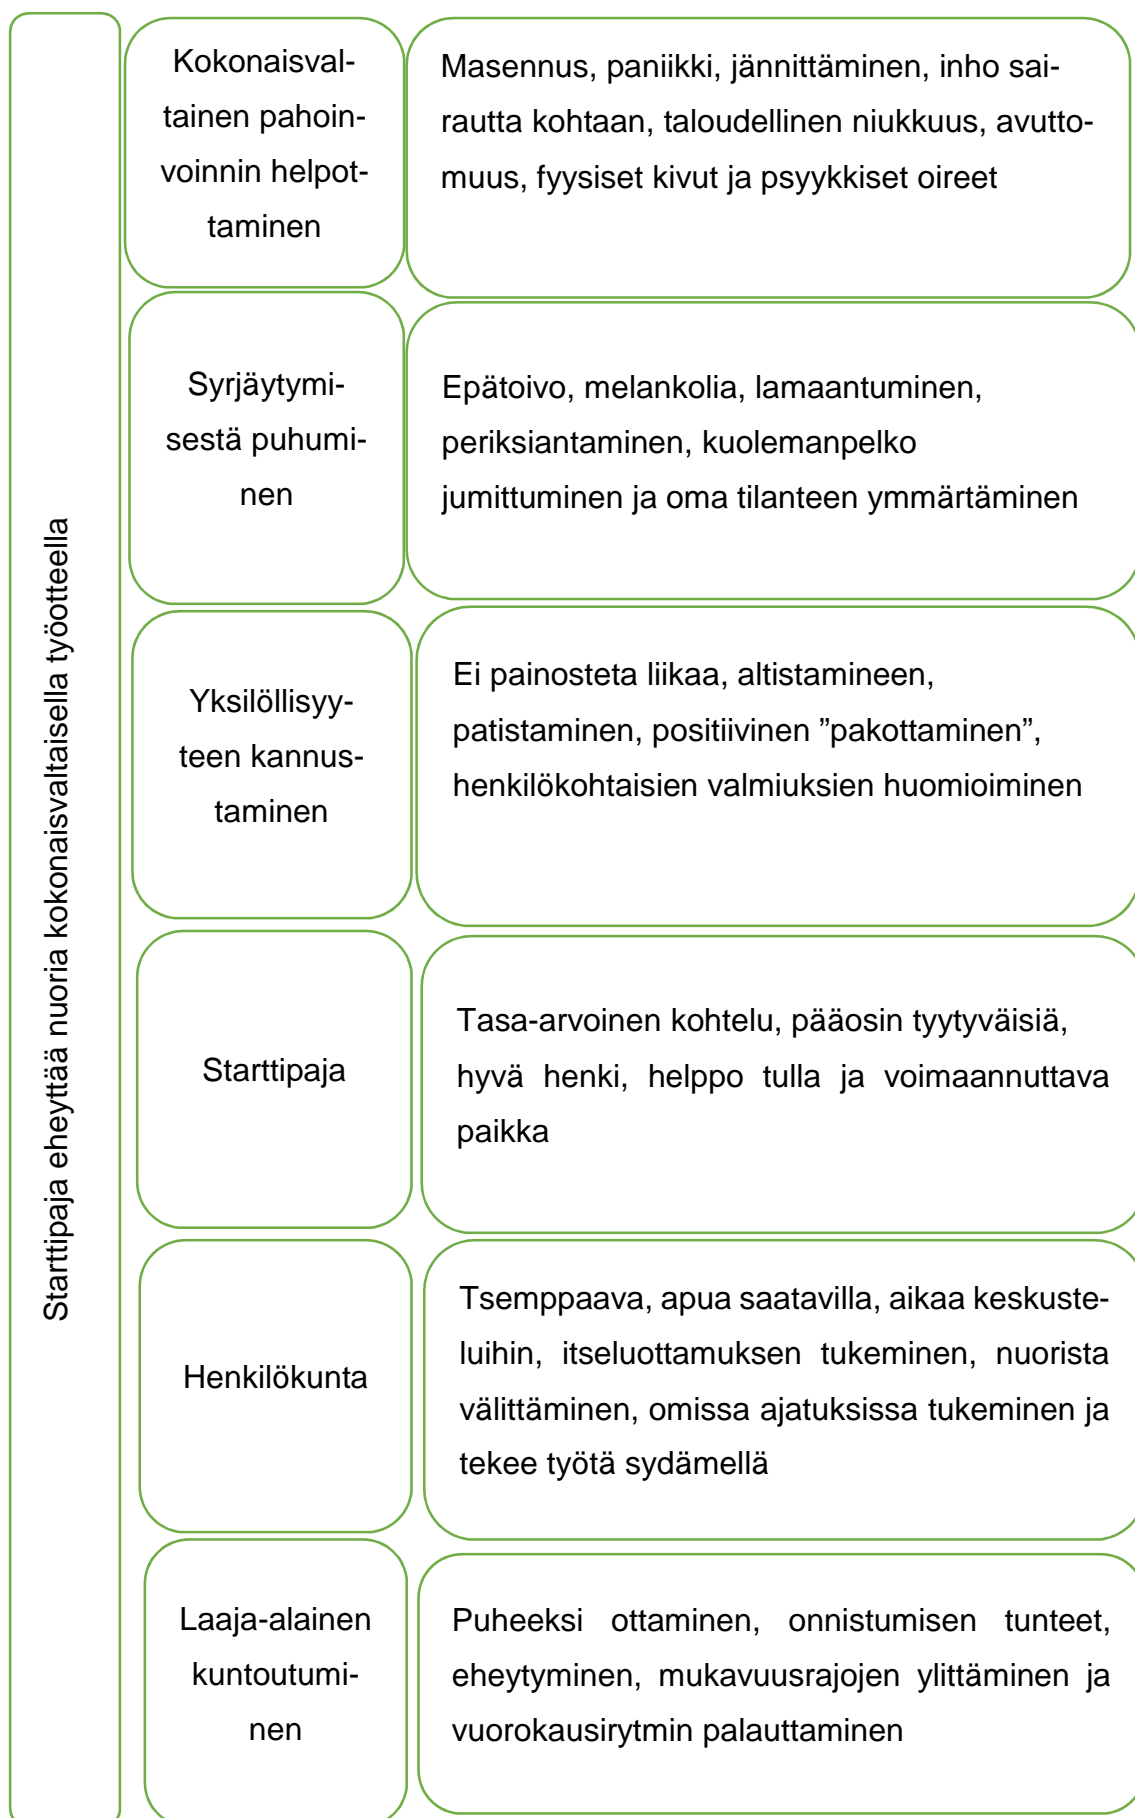 Starttipaja eheyttää nuoria kokonaisvaltaisella työotteella
Kokonaisval-
tainen pahoin-
voinnin helpot-
taminen
Masennus, paniikki, jännittäminen, inho sai-
rautta kohtaan, taloudellinen niukkuus, avutto-
muus, fyysiset kivut ja psyykkiset oireet
Syrjäytymi-
sestä puhumi-
nen
Epätoivo, melankolia, lamaantuminen,
periksiantaminen, kuolemanpelko
jumittuminen ja oma tilanteen ymmärtäminen
Yksilöllisyy-
teen kannus-
taminen
Ei painosteta liikaa, altistamineen,
patistaminen, positiivinen ”pakottaminen”,
henkilökohtaisien valmiuksien huomioiminen
Starttipaja
Tasa-arvoinen kohtelu, pääosin tyytyväisiä,
hyvä henki, helppo tulla ja voimaannuttava
paikka
Henkilökunta
Tsemppaava, apua saatavilla, aikaa keskuste-
luihin, itseluottamuksen tukeminen, nuorista
välittäminen, omissa ajatuksissa tukeminen ja
tekee työtä sydämellä
Laaja-alainen
kuntoutumi-
nen
Puheeksi ottaminen, onnistumisen tunteet,
eheytyminen, mukavuusrajojen ylittäminen ja
vuorokausirytmin palauttaminen